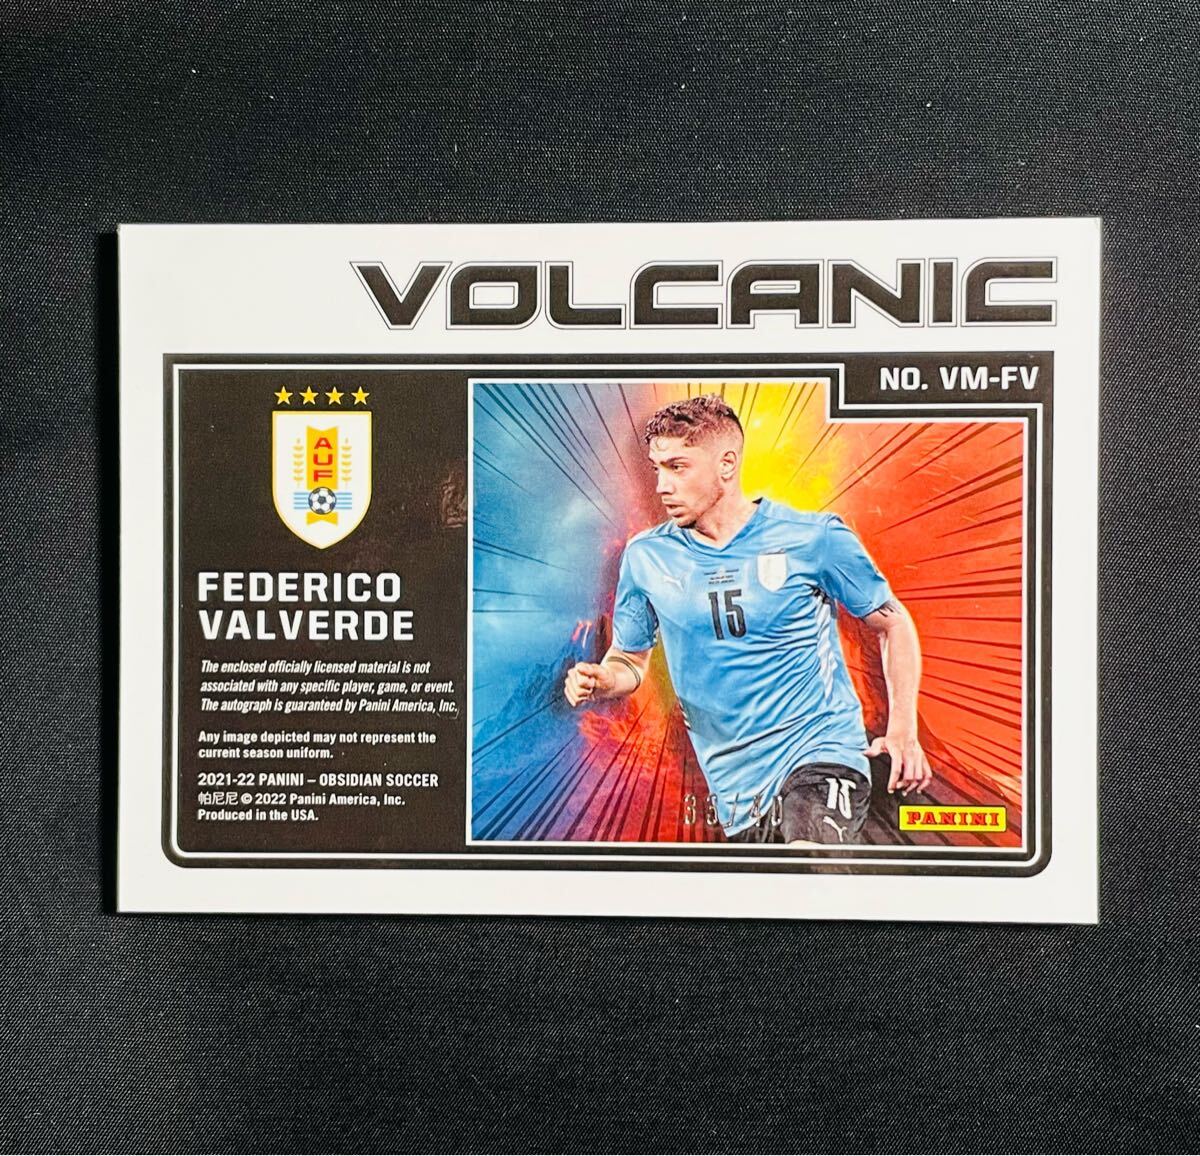 VOLCANIC
NO. VM-FV
AUF
FEDERICO
VALVERDE
The enclosed officially licensed material is not
associated with any specific player, game, or event.
The autograph is guaranteed by Panini America, Inc.
Any image depicted may not represent the
current season uniform.
2021-22 PANINI – OBSIDIAN SOCCER
帕尼尼 © 2022 Panini America, Inc.
Produced in the USA.
15
15
PANINI